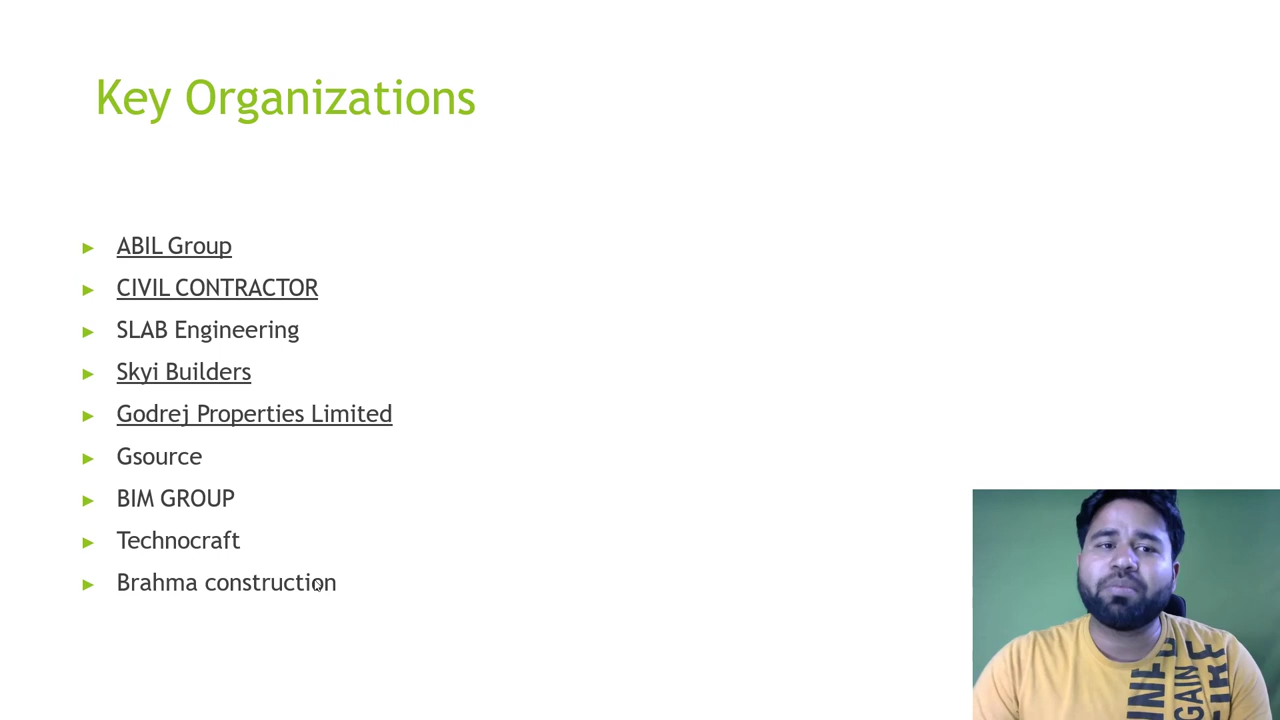 Key Organizations
ABIL Group
CIVIL CONTRACTOR
SLAB Engineering
Skyi Builders
Godrej Properties Limited
Gsource
BIM GROUP
Technocraft
Brahma construction
GAIN